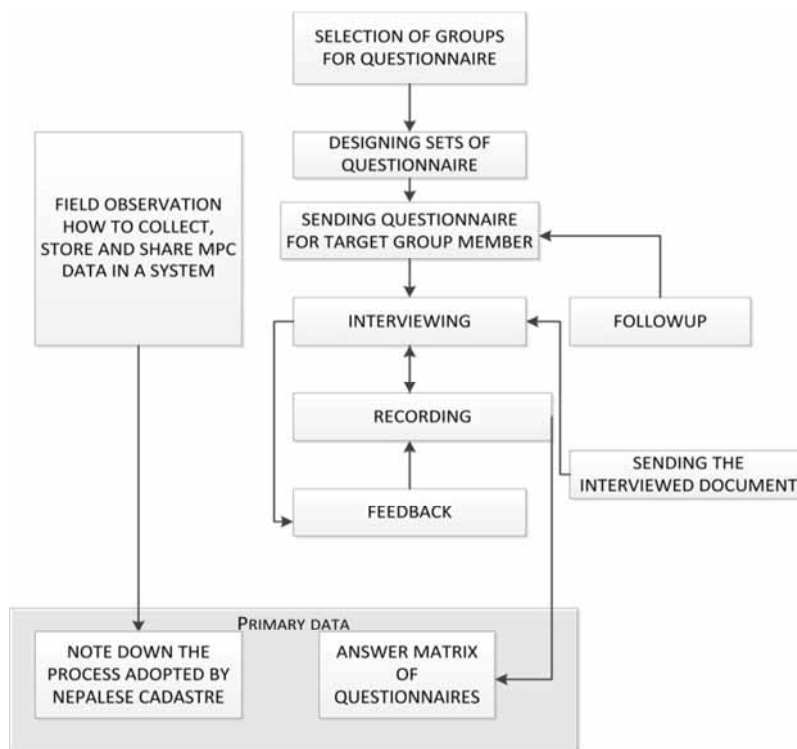 SELECTION OF GROUPS
FOR QUESTIONNAIRE
DESIGNING SETS OF
QUESTIONNAIRE
FIELD OBSERVATION
HOW TO COLLECT,
STORE AND SHARE MPC
DATA IN A SYSTEM
SENDING QUESTIONNAIRE
FOR TARGET GROUP MEMBER
INTERVIEWING
FOLLOWUP
RECORDING
SENDING THE
INTERVIEWED DOCUMENT
FEEDBACK
PRIMARY DATA
NOTE DOWN THE
PROCESS ADOPTED BY
NEPALESE CADASTRE
ANSWER MATRIX
OF
QUESTIONNAIRES